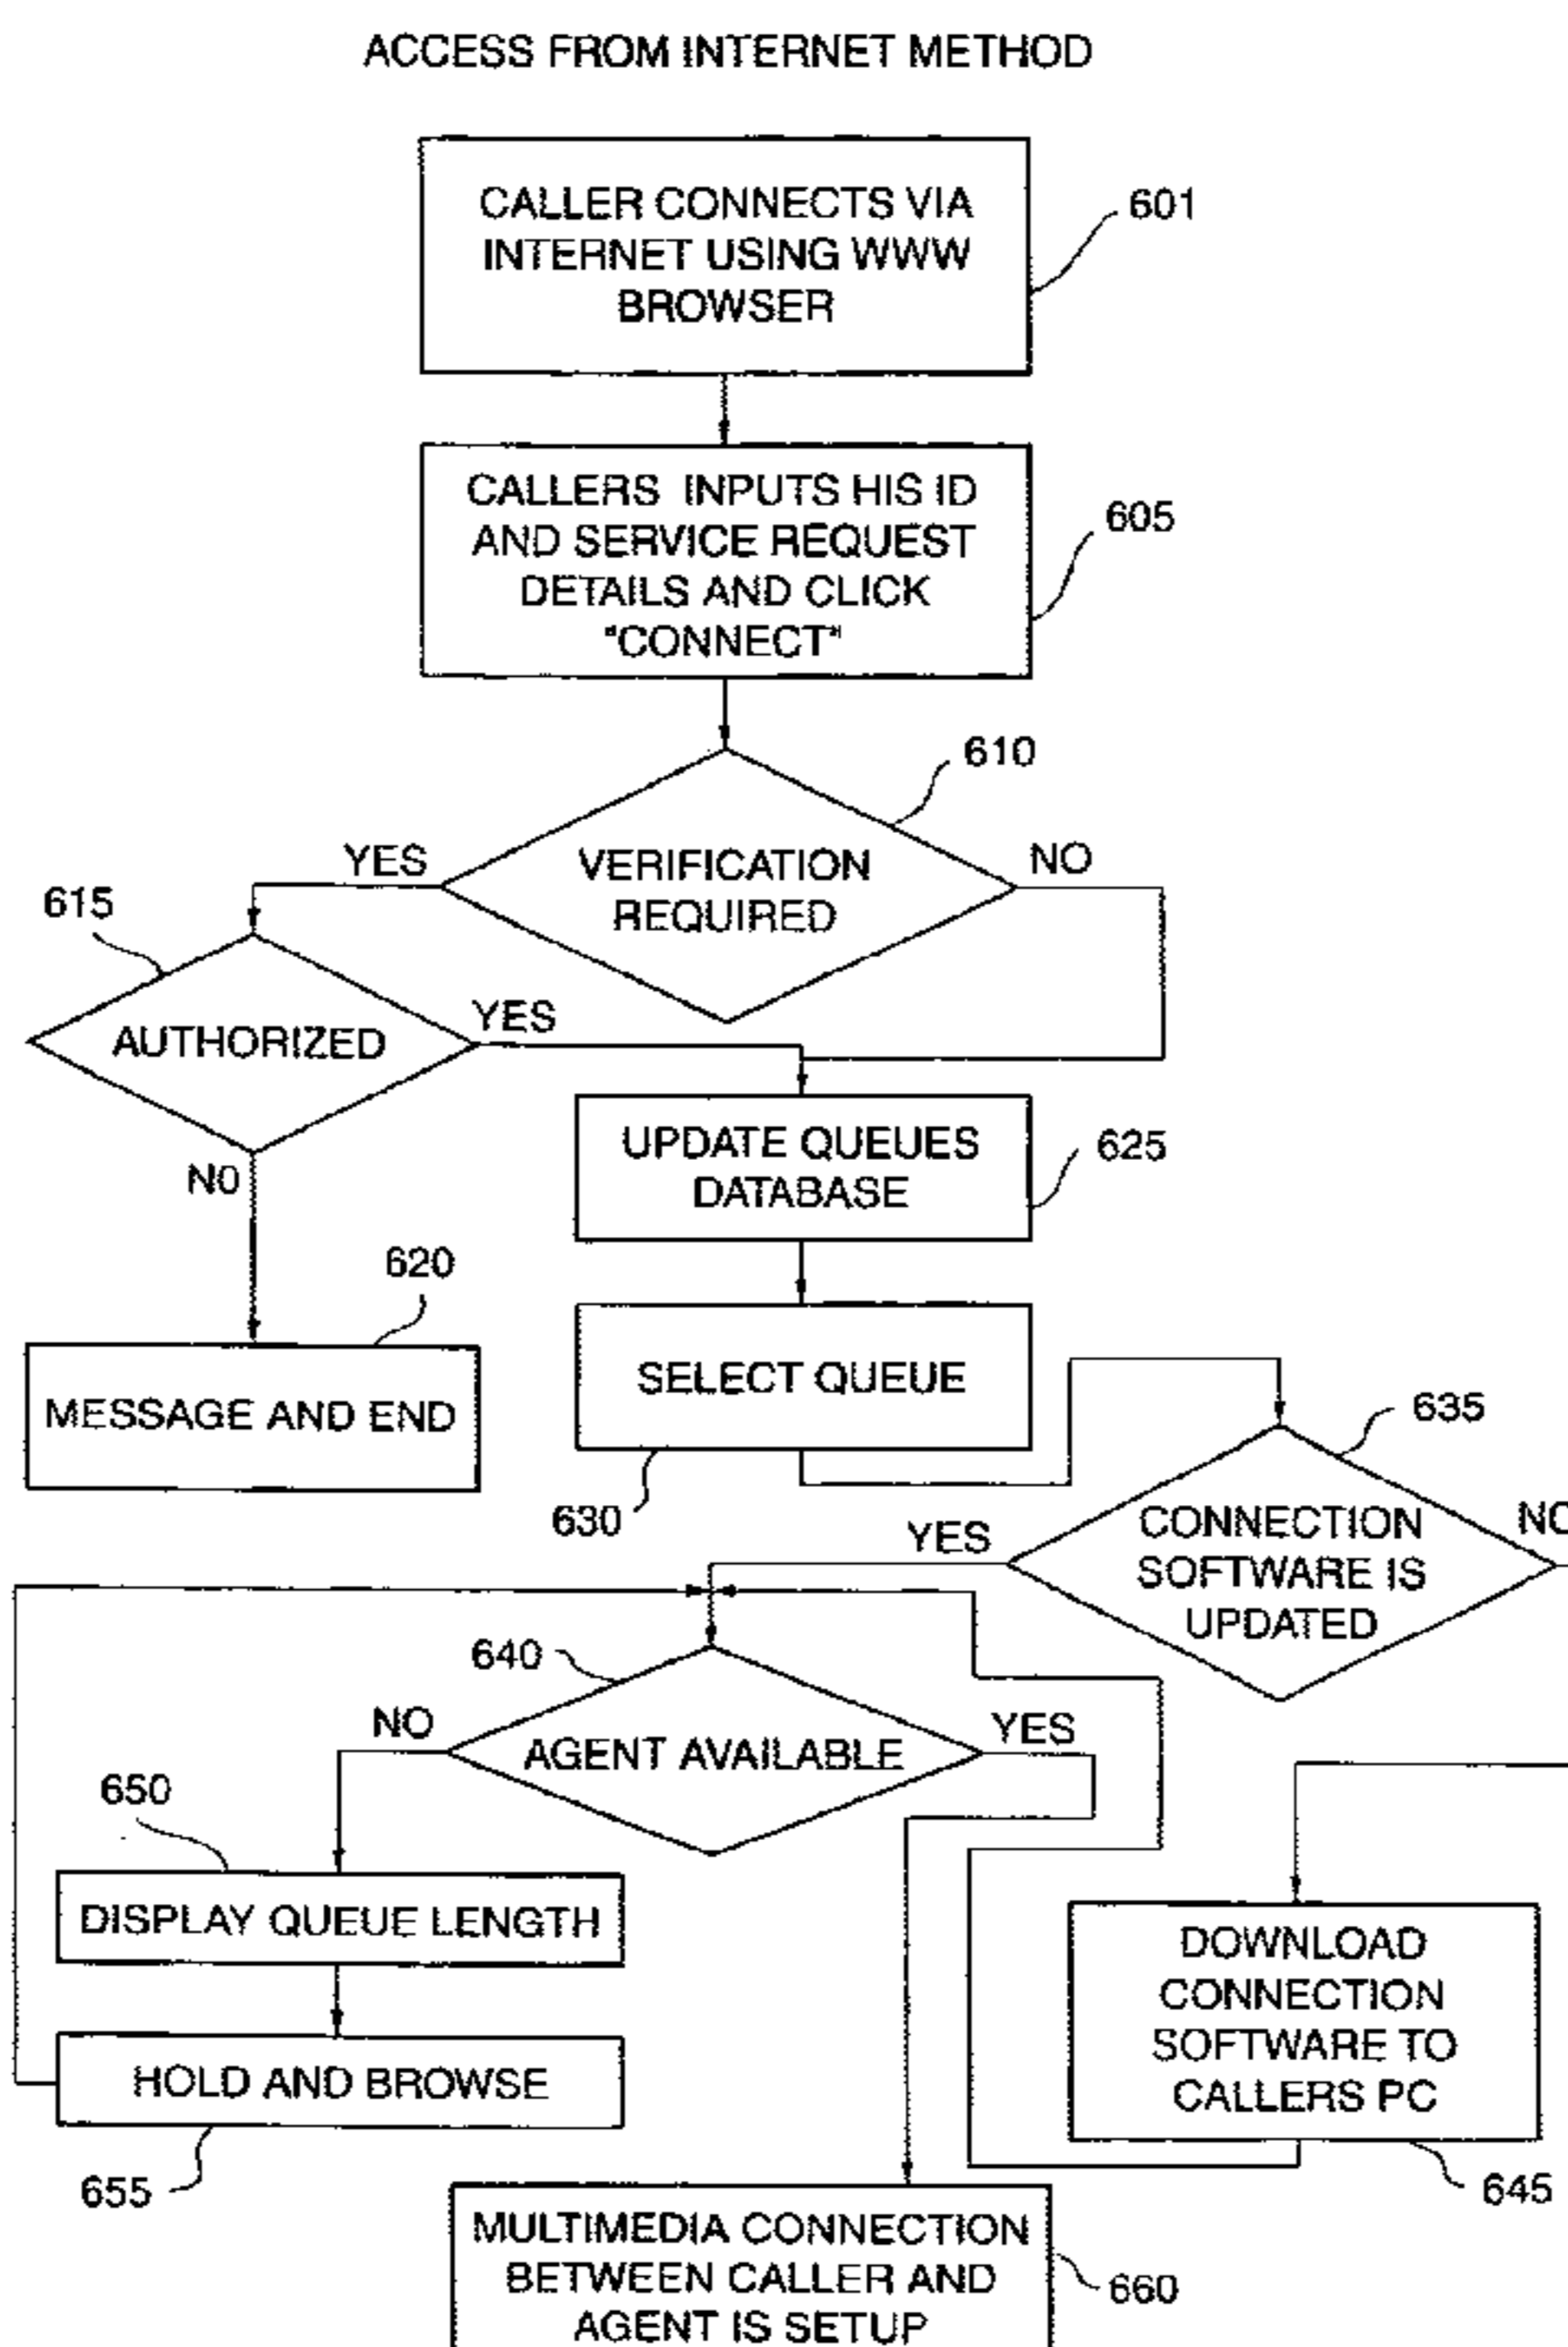 ACCESS FROM INTERNET METHOD
CALLER CONNECTS VIA
INTERNET USING WWW
BROWSER
601
CALLERS INPUTS HIS ID
AND SERVICE REQUEST
DETAILS AND CLICK
"CONNECT"
605
610
VERIFICATION
REQUIRED
YES
NO
615
AUTHORIZED
YES
NO
UPDATE QUEUES
DATABASE
625
620
MESSAGE AND END
SELECT QUEUE
630
635
CONNECTION
SOFTWARE IS
UPDATED
YES
NO
640
AGENT AVAILABLE
NO
YES
650
DISPLAY QUEUE LENGTH
HOLD AND BROWSE
655
DOWNLOAD
CONNECTION
SOFTWARE TO
CALLERS PC
645
MULTIMEDIA CONNECTION
BETWEEN CALLER AND
AGENT IS SETUP
660